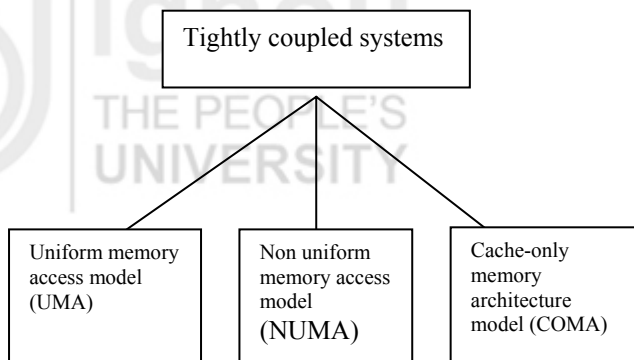 ignou
THE PEOPLE'S
UNIVERSITY
Tightly coupled systems
Uniform memory
access model
(UMA)
Non uniform
memory access
model
(NUMA)
Cache-only
memory
architecture
model (COMA)